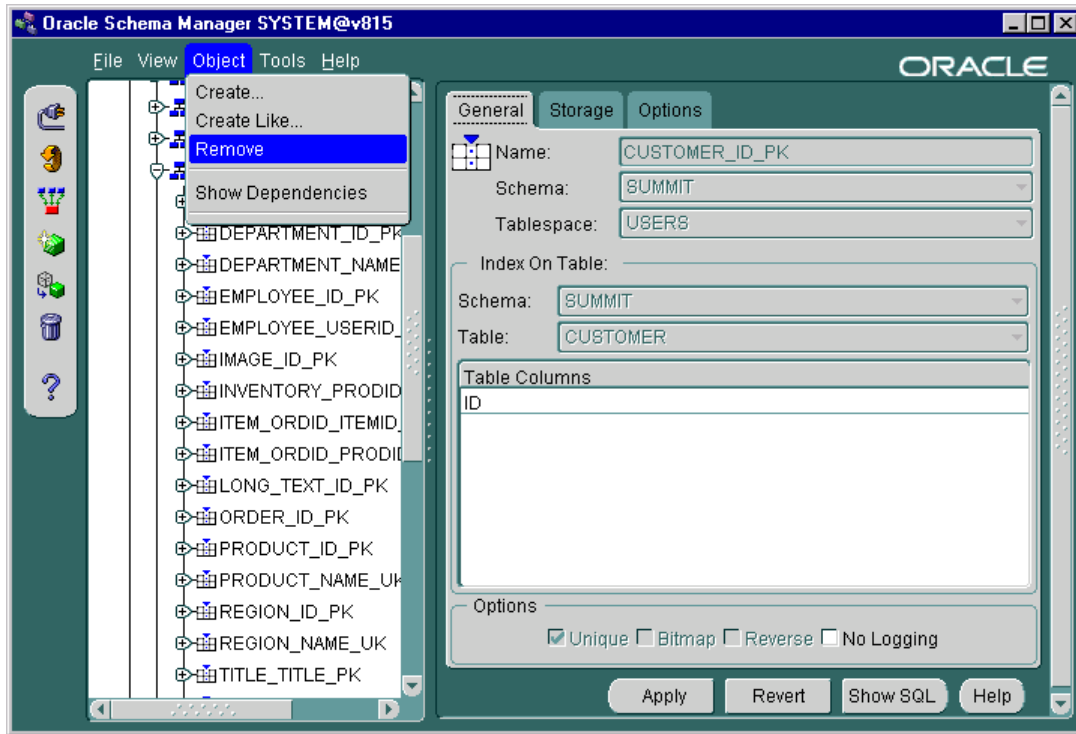 Oracle Schema Manager SYSTEM@v815
File View Object Tools Help
ORACLE
Create...
Create Like...
Remove
Show Dependencies
DEPARTMENT_ID_PK
DEPARTMENT_NAME
EMPLOYEE_ID_PK
EMPLOYEE_USERID_
IMAGE_ID_PK
INVENTORY_PRODID
ITEM_ORDID_ITEMID_
ITEM_ORDID_PRODID
LONG_TEXT_ID_PK
ORDER_ID_PK
PRODUCT_ID_PK
PRODUCT_NAME_UK
REGION_ID_PK
REGION_NAME_UK
TITLE_TITLE_PK
General Storage Options
Name: CUSTOMER_ID_PK
Schema: SUMMIT
Tablespace: USERS
Index On Table:
Schema: SUMMIT
Table: CUSTOMER
Table Columns
ID
Options
Unique Bitmap Reverse No Logging
Apply Revert Show SQL Help